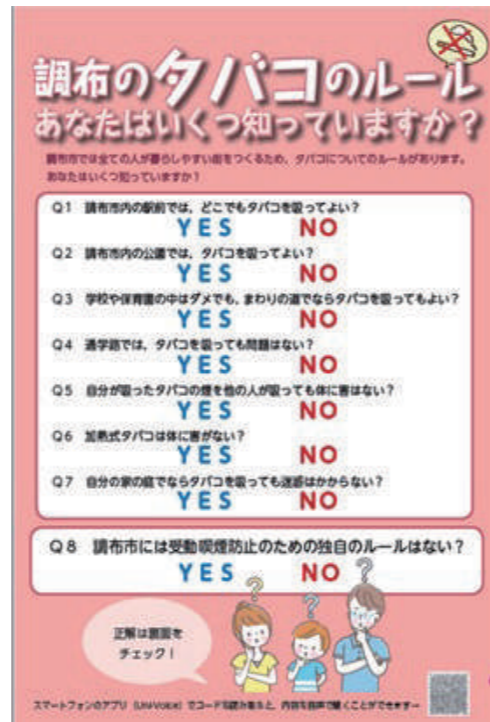 調布のタバコのルール
あなたはいくつ知っていますか？
調布市では全ての人が暮らしやすい街をつくるため、タバコについてのルールがあります。
あなたはいくつ知っていますか！
Q1 調布市内の駅前では、どこでもタバコを吸ってよい？
YES NO
Q2 調布市内の公園では、タバコを吸ってよい？
YES NO
Q3 学校や保育園の中はダメでも、まわりの道でならタバコを吸ってもよい？
YES NO
Q4 通学路では、タバコを吸っても問題はない？
YES NO
Q5 自分が吸ったタバコの煙を他の人が吸っても体に害はない？
YES NO
Q6 加熱式タバコは体に害がない？
YES NO
Q7 自分の家の庭でならタバコを吸っても迷惑はかからない？
YES NO
Q8 調布市には受動喫煙防止のための独自のルールはない？
YES NO
? ? ?
正解は裏面を
チェック！
スマートフォンのアプリ（Uni-Voice）でコードを読み取ると、内容を音声で聞くことができます→